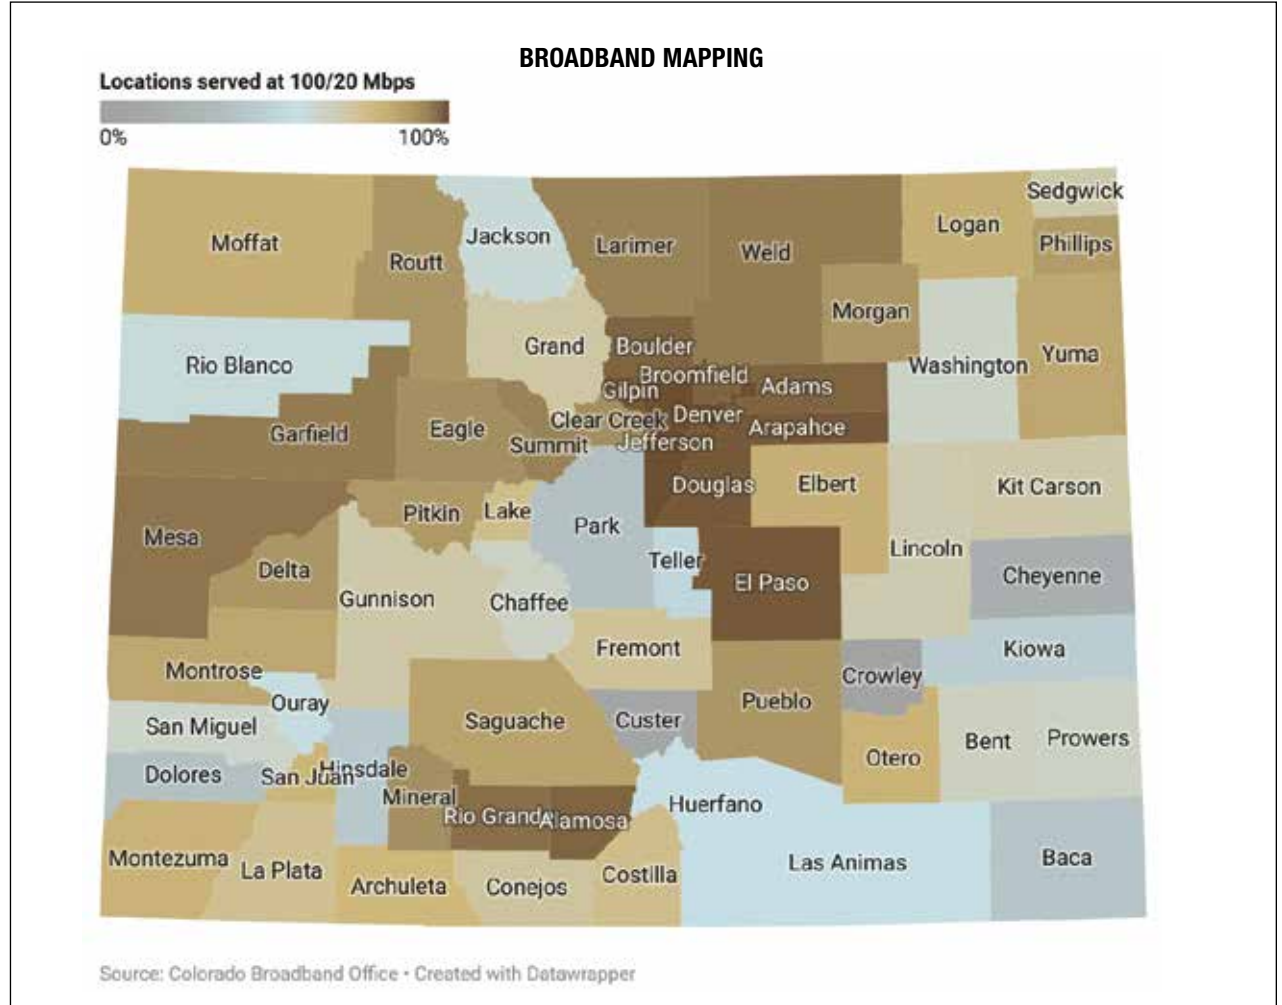 BROADBAND MAPPING
Locations served at 100/20 Mbps
0% 100%
Sedgwick
Moffat Routt Jackson Larimer Weld Logan Phillips
Morgan
Rio Blanco Grand Boulder Washington Yuma
Broomfield
Gilpin Adams
Garfield Eagle Clear Creek Denver Arapahoe
Summit Jefferson
Mesa Pitkin Lake Park Douglas Elbert Kit Carson
Delta Teller Lincoln
Gunnison Chaffee El Paso Cheyenne
Montrose Fremont Crowley Kiowa
Ouray Pueblo
San Miguel Saguache Custer Bent Prowers
Dolores San Juan Hinsdale Otero
Mineral
Rio Grande Alamosa Huerfano
Montezuma La Plata Archuleta Conejos Costilla Las Animas Baca
Source: Colorado Broadband Office • Created with Datawrapper